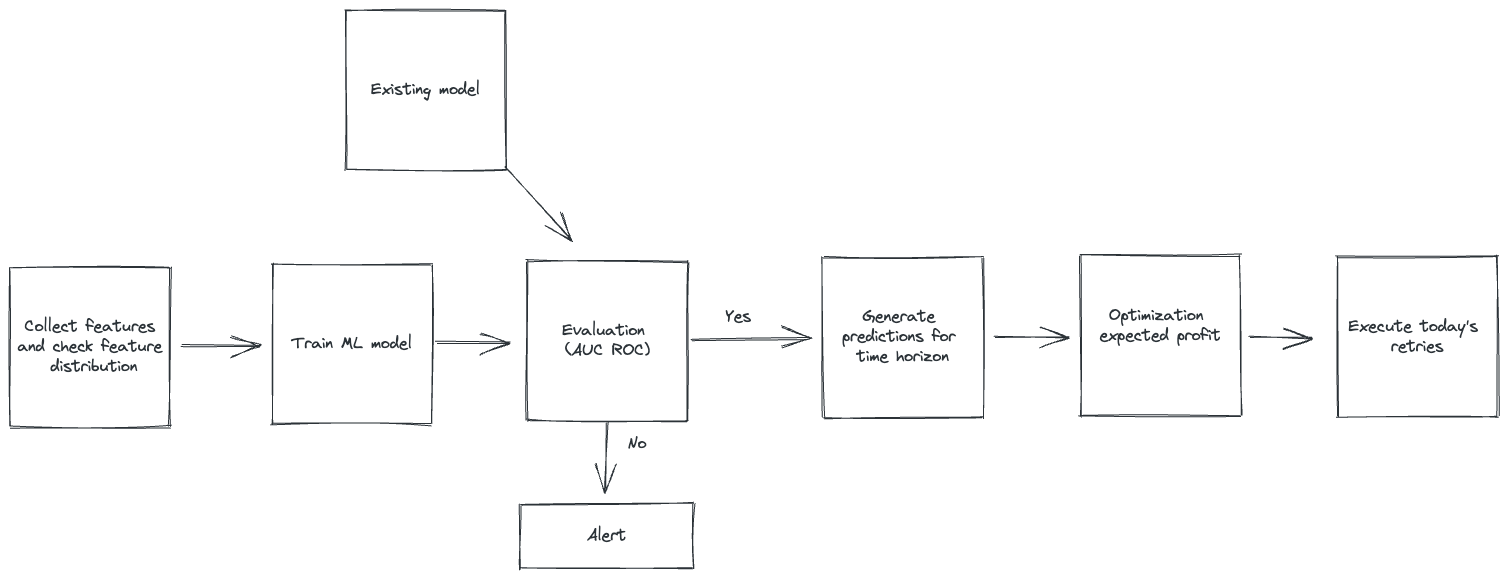 Existing model
Collect features
and check feature
distribution
Train ML model
Evaluation
(AUC ROC)
Yes
No
Alert
Generate
predictions for
time horizon
Optimization
expected profit
Execute today's
retries